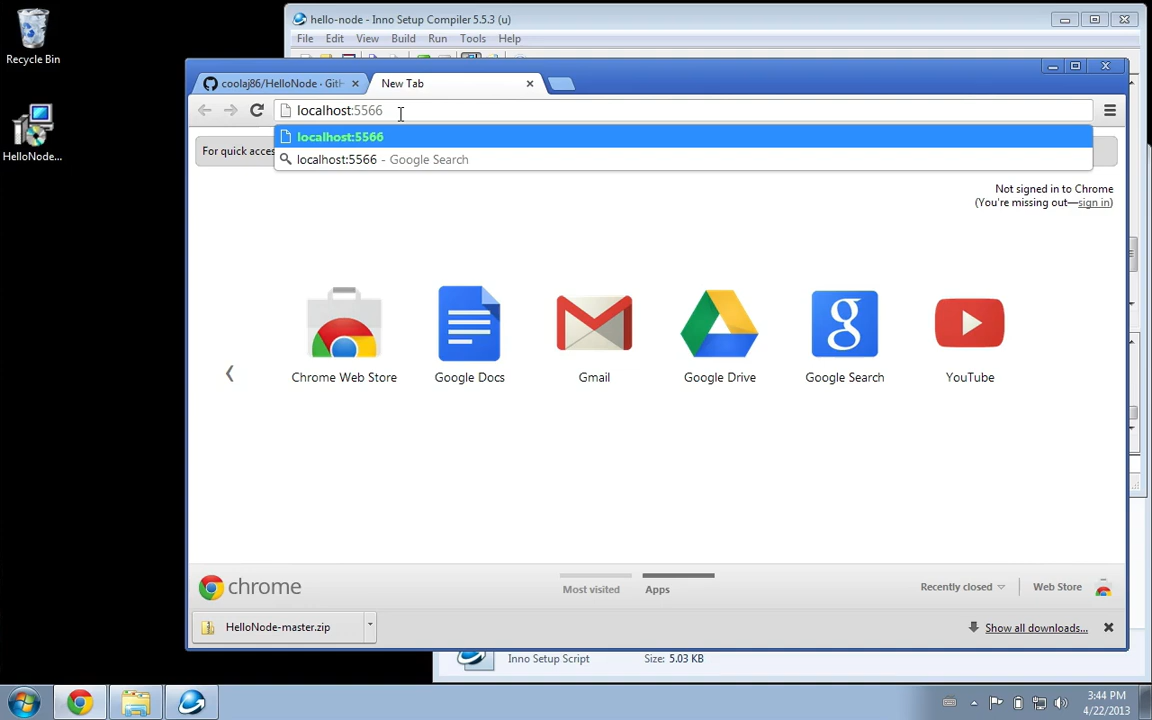 Recycle Bin
HelloNode...
hello-node - Inno Setup Compiler 5.5.3 (u)
File Edit View Build Run Tools Help
coolaj86/HelloNode · GitH
New Tab
localhost:5566
localhost:5566
localhost:5566 - Google Search
For quick acces
Not signed in to Chrome
(You're missing out—sign in)
Chrome Web Store
Google Docs
Gmail
Google Drive
Google Search
YouTube
chrome
Most visited
Apps
Recently closed
Web Store
HelloNode-master.zip
Show all downloads...
Inno Setup Script
Size: 5.03 KB
3:44 PM
4/22/2013